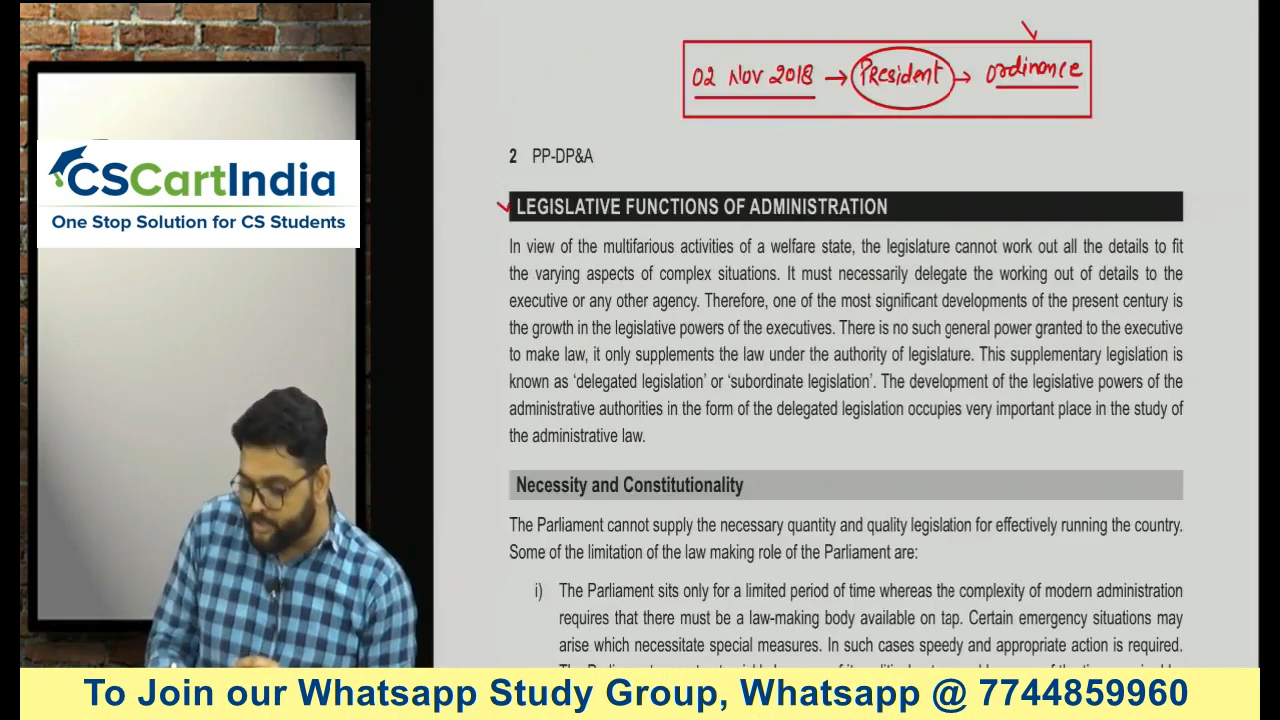 02 Nov 2018 → President → ordinance
2 PP-DP&A
CSCartIndia
One Stop Solution for CS Students
LEGISLATIVE FUNCTIONS OF ADMINISTRATION
In view of the multifarious activities of a welfare state, the legislature cannot work out all the details to fit
the varying aspects of complex situations. It must necessarily delegate the working out of details to the
executive or any other agency. Therefore, one of the most significant developments of the present century is
the growth in the legislative powers of the executives. There is no such general power granted to the executive
to make law, it only supplements the law under the authority of legislature. This supplementary legislation is
known as ‘delegated legislation’ or ‘subordinate legislation’. The development of the legislative powers of the
administrative authorities in the form of the delegated legislation occupies very important place in the study of
the administrative law.
Necessity and Constitutionality
The Parliament cannot supply the necessary quantity and quality legislation for effectively running the country.
Some of the limitation of the law making role of the Parliament are:
i) The Parliament sits only for a limited period of time whereas the complexity of modern administration
requires that there must be a law-making body available on tap. Certain emergency situations may
arise which necessitate special measures. In such cases speedy and appropriate action is required.
To Join our Whatsapp Study Group, Whatsapp @ 7744859960